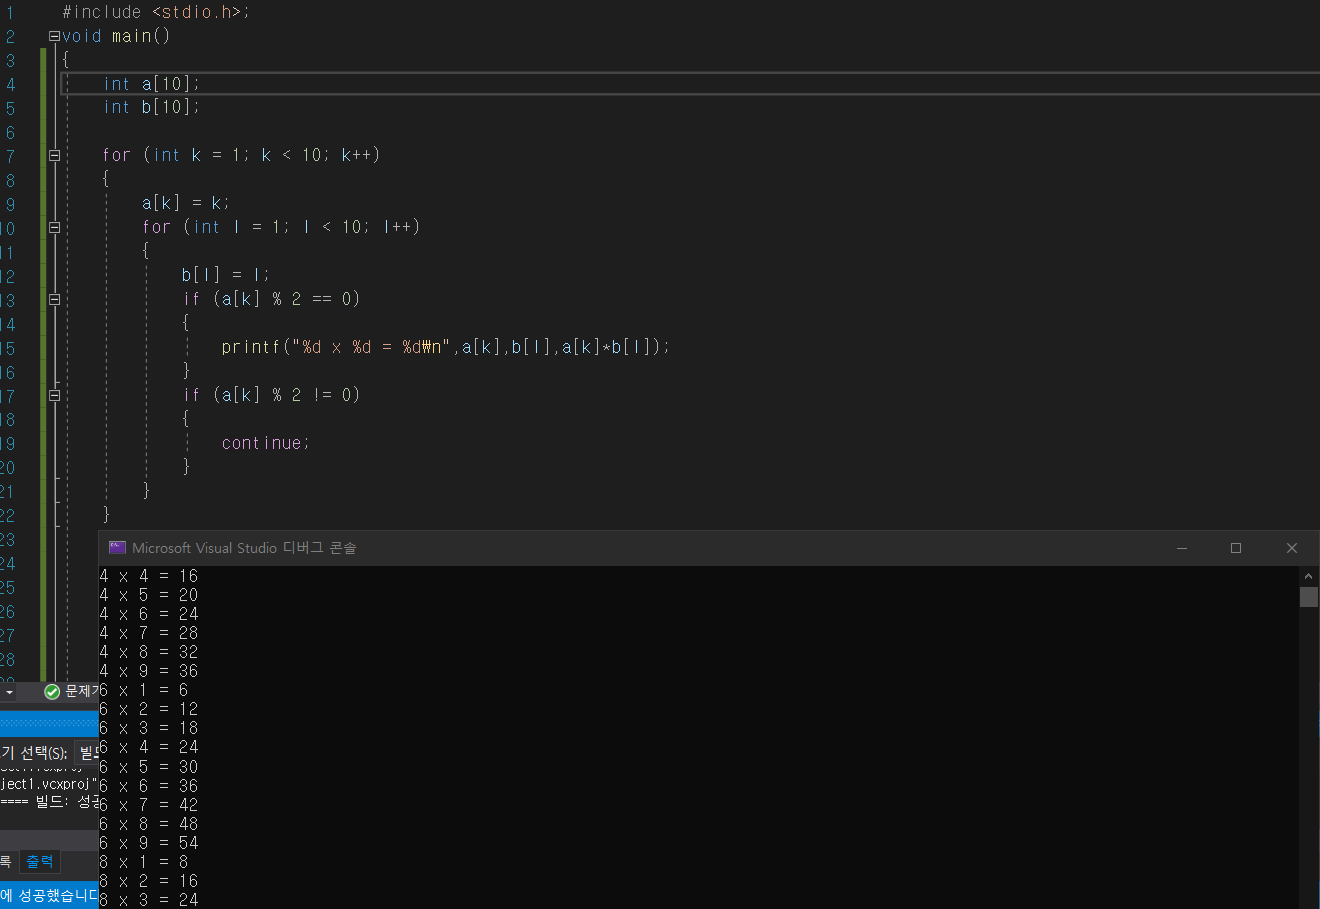 1 #include <stdio.h>;
2 void main()
3 {
4 int a[10];
5 int b[10];
6
7 for (int k = 1; k < 10; k++)
8 {
9 a[k] = k;
10 for (int l = 1; l < 10; l++)
11 {
12 b[l] = l;
13 if (a[k] % 2 == 0)
14 {
15 printf("%d x %d = %d₩n",a[k],b[l],a[k]*b[l]);
16 }
17 if (a[k] % 2 != 0)
18 {
19 continue;
20 }
21 }
22 }
23
24
25
26
27
28
Microsoft Visual Studio 디버그 콘솔
4 x 4 = 16
4 x 5 = 20
4 x 6 = 24
4 x 7 = 28
4 x 8 = 32
4 x 9 = 36
6 x 1 = 6
6 x 2 = 12
6 x 3 = 18
6 x 4 = 24
6 x 5 = 30
6 x 6 = 36
6 x 7 = 42
6 x 8 = 48
6 x 9 = 54
8 x 1 = 8
8 x 2 = 16
8 x 3 = 24
문제가
기 선택(S): 빌드
ject1.vcxproj"
==== 빌드: 성공
록 출력
에 성공했습니다